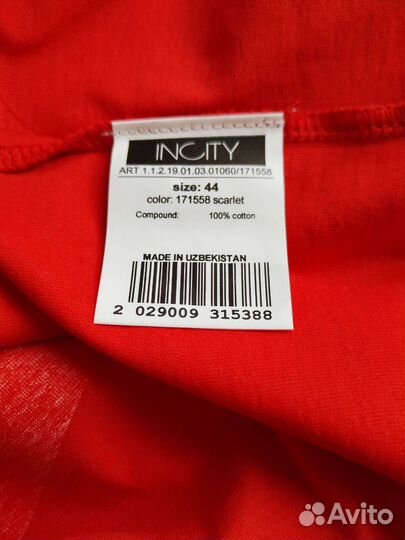 INCITY
ART 1.1.2.19.01.03.01060/171558
size: 44
color: 171558 scarlet
Compound: 100% cotton
MADE IN UZBEKISTAN
2 029009 315388
Avito